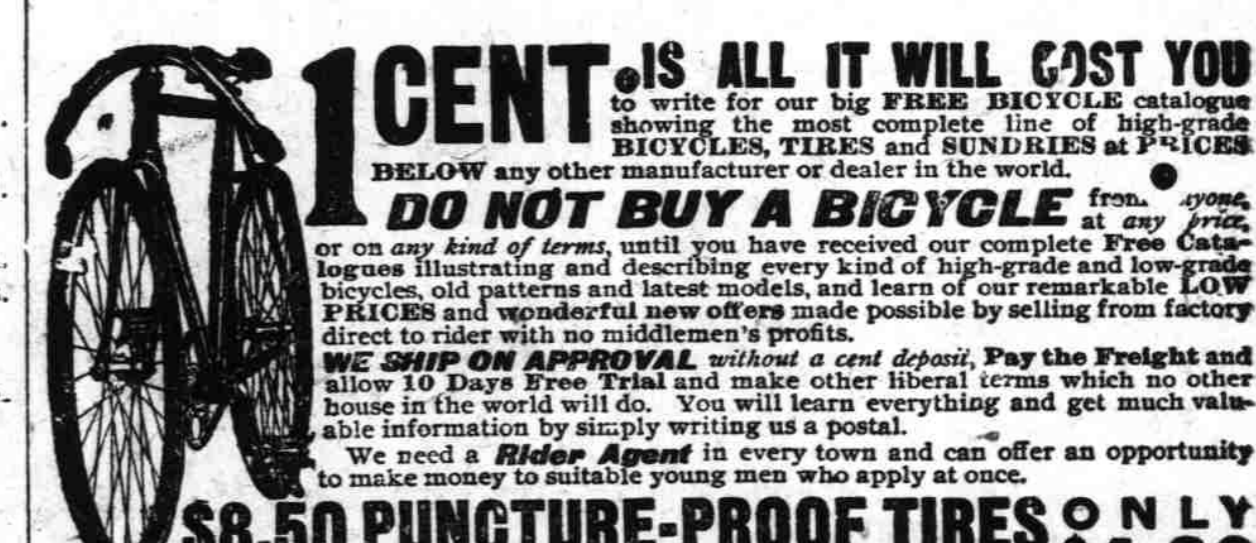 1 CENT IS ALL IT WILL COST YOU
to write for our big FREE BICYCLE catalogue
showing the most complete line of high-grade
BICYCLES, TIRES and SUNDRIES at PRICES
BELOW any other manufacturer or dealer in the world.
DO NOT BUY A BICYCLE from
at any price,
or on any kind of terms, until you have received our complete Free Cata-
logues illustrating and describing every kind of high-grade and low-grade
bicycles, old patterns and latest models, and learn of our remarkable LOW
PRICES and wonderful new offers made possible by selling from factory
direct to rider with no middlemen's profits.
WE SHIP ON APPROVAL without a cent deposit, Pay the Freight and
allow 10 Days Free Trial and make other liberal terms which no other
house in the world will do. You will learn everything and get much valu-
able information by simply writing us a postal.
We need a Rider Agent in every town and can offer an opportunity
to make money to suitable young men who apply at once.
$8.50 PUNCTURE-PROOF TIRES ONLY